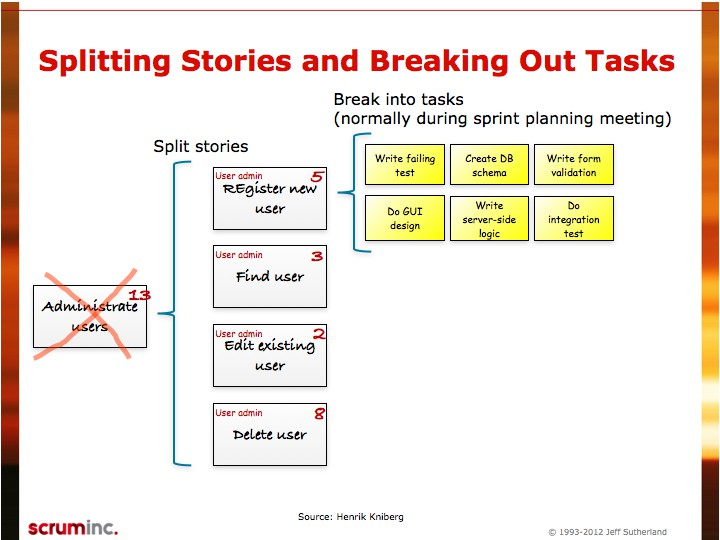 Splitting Stories and Breaking Out Tasks
Break into tasks
(normally during sprint planning meeting)
Split stories
User admin 5
REgister new
user
Write failing
test
Create DB
schema
Write form
validation
Do GUI
design
Write
server-side
logic
Do
integration
test
User admin 3
Find user
13
Administrate
users
User admin 2
Edit existing
user
User admin 8
Delete user
Source: Henrik Kniberg
scruminc.
© 1993-2012 Jeff Sutherland